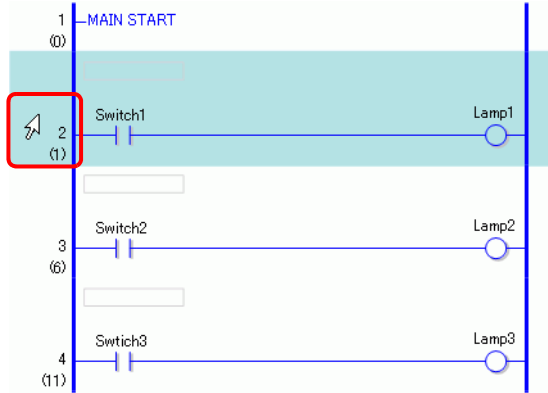 1 MAIN START
(0)
Switch1 Lamp1
2
(1)
Switch2 Lamp2
3
(6)
Swtich3 Lamp3
4
(11)